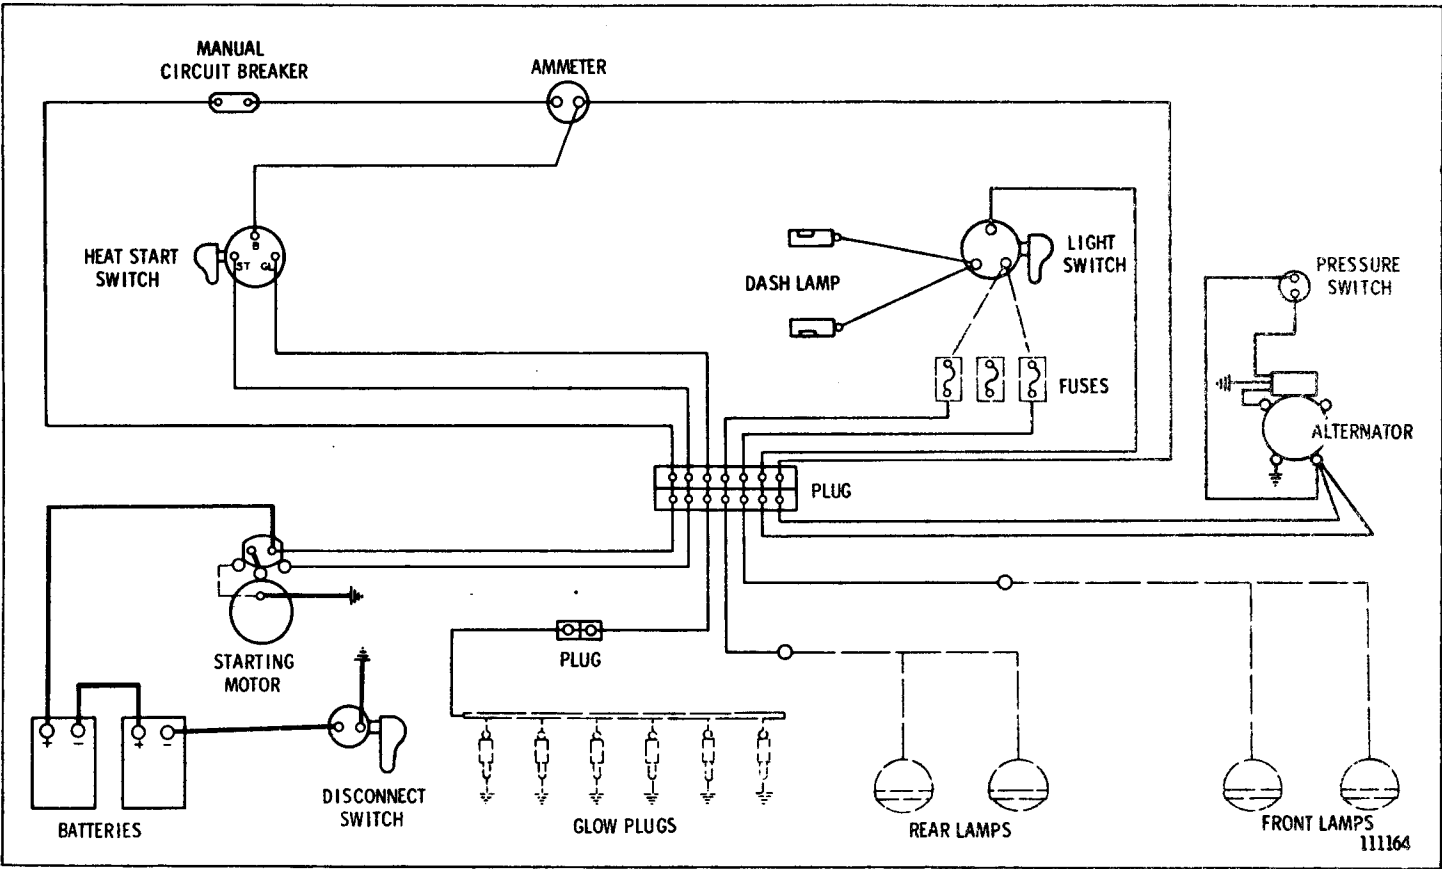 MANUAL
CIRCUIT BREAKER
AMMETER
HEAT START
SWITCH
B
ST GL
DASH LAMP
LIGHT
SWITCH
PRESSURE
SWITCH
FUSES
ALTERNATOR
PLUG
STARTING
MOTOR
PLUG
+ - + -
BATTERIES
DISCONNECT
SWITCH
GLOW PLUGS
REAR LAMPS
FRONT LAMPS
111164